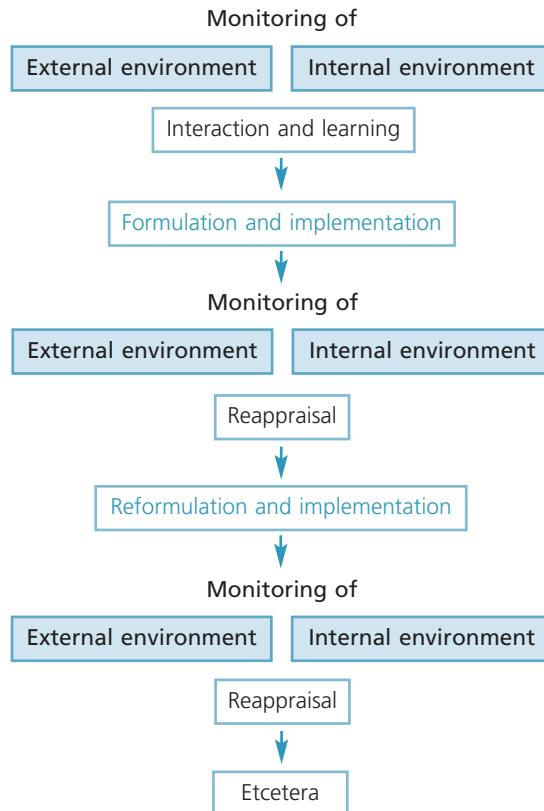 Monitoring of
External environment Internal environment
Interaction and learning
Formulation and implementation
Monitoring of
External environment Internal environment
Reappraisal
Reformulation and implementation
Monitoring of
External environment Internal environment
Reappraisal
Etcetera